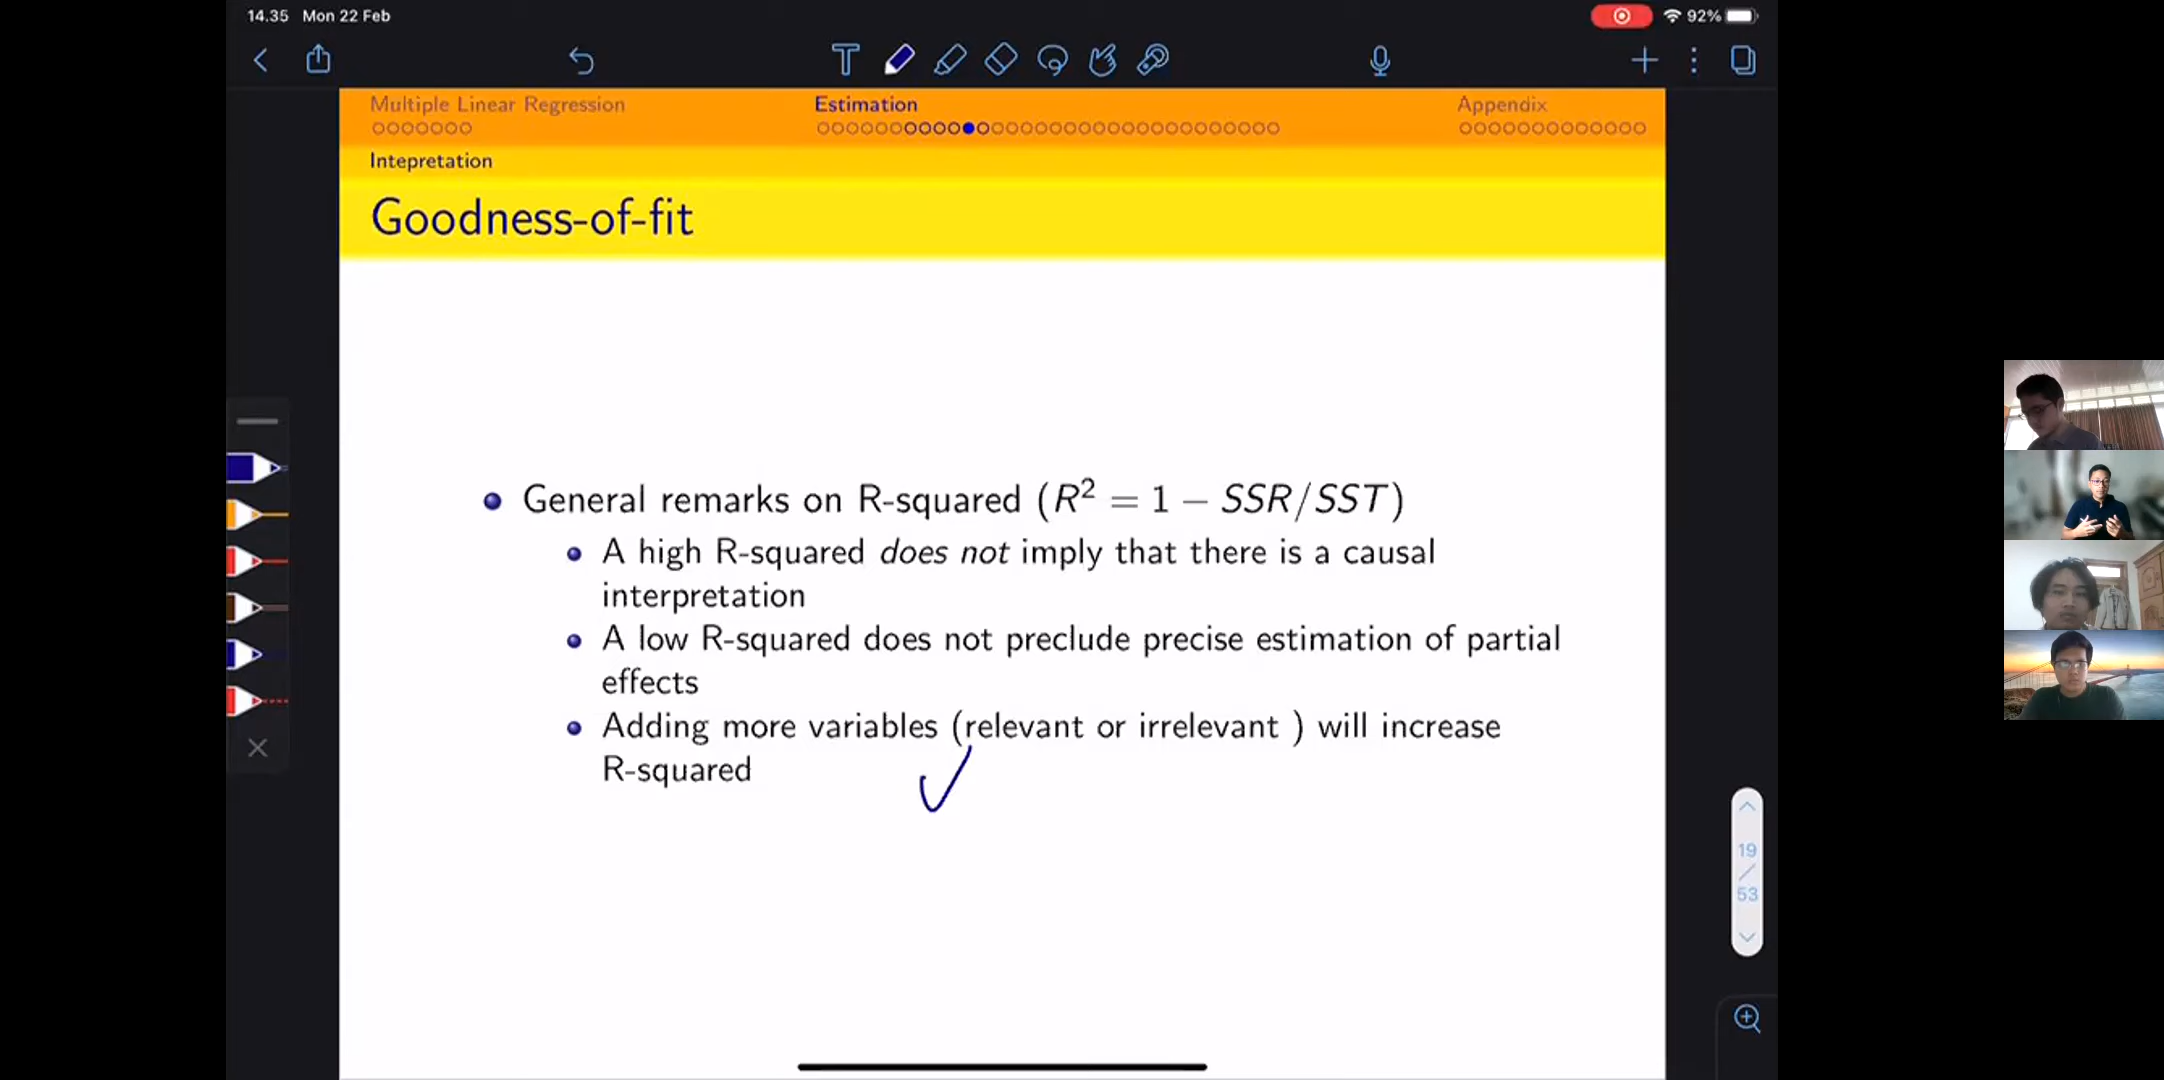 14.35 Mon 22 Feb
92%
Multiple Linear Regression
Estimation
Appendix
Intepretation
Goodness-of-fit
General remarks on R-squared (R² = 1 − SSR/SST)
A high R-squared does not imply that there is a causal
interpretation
A low R-squared does not preclude precise estimation of partial
effects
Adding more variables (relevant or irrelevant ) will increase
R-squared
19
/
53